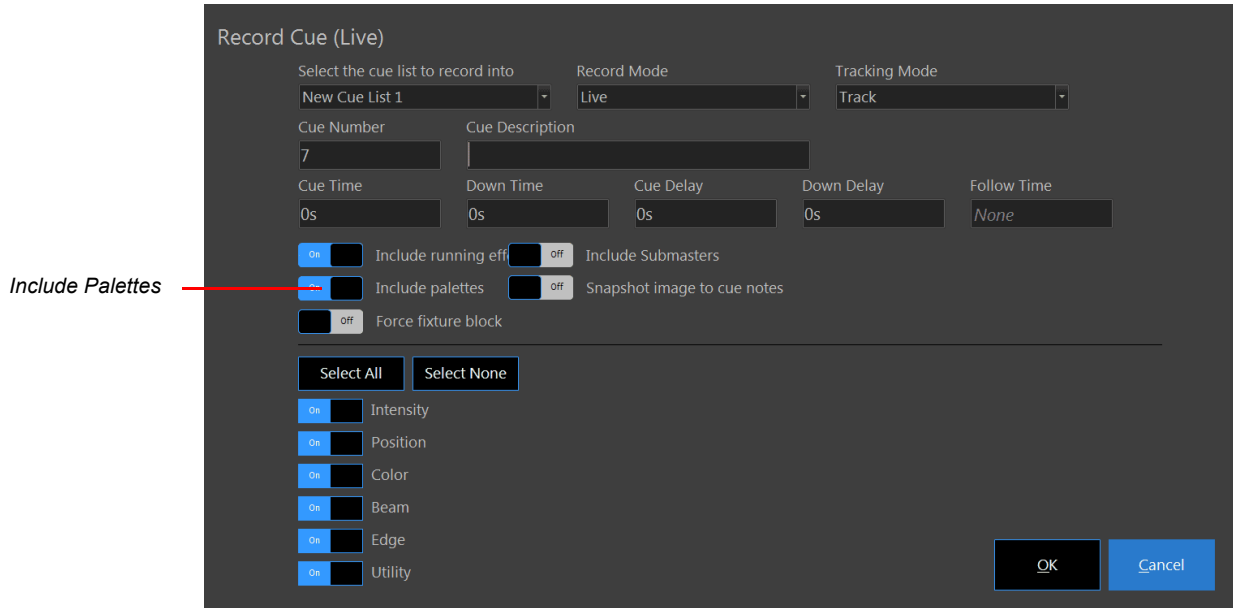 Record Cue (Live)
Select the cue list to record into Record Mode Tracking Mode
New Cue List 1 Live Track
Cue Number Cue Description
7
Cue Time Down Time Cue Delay Down Delay Follow Time
0s 0s 0s 0s None
On Include running eff Off Include Submasters
Include Palettes On Include palettes Off Snapshot image to cue notes
Off Force fixture block
Select All Select None
On Intensity
On Position
On Color
On Beam
On Edge
On Utility
OK Cancel